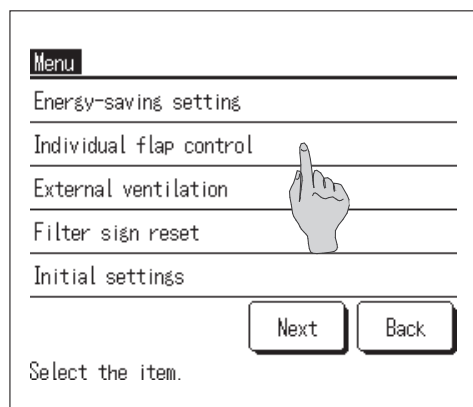 Menu
Energy-saving setting
Individual flap control
External ventilation
Filter sign reset
Initial settings
Next Back
Select the item.